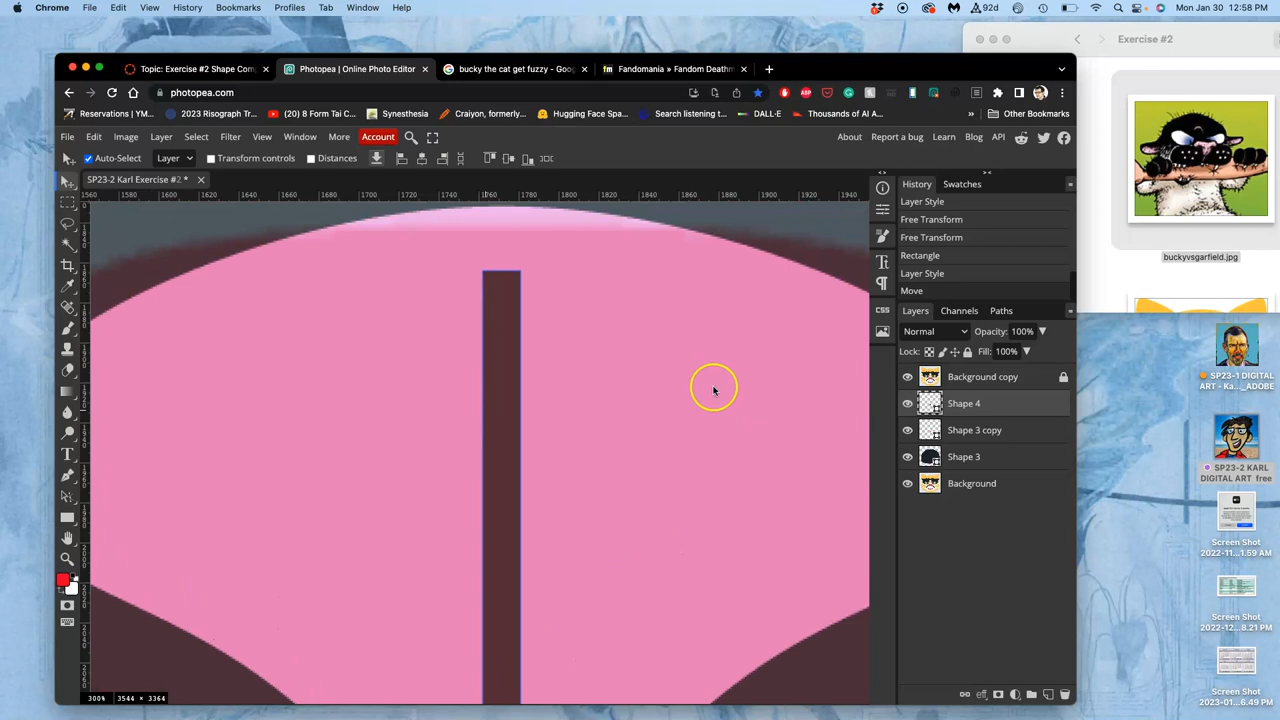 Chrome File Edit View History Bookmarks Profiles Tab Window Help 92d Mon Jan 30 12:58 PM
Exercise #2
Topic: Exercise #2 Shape Com Photopea | Online Photo Editor bucky the cat get fuzzy - Goog Fandomania » Fandom Deathm
photopea.com
Reservations | YM... 2023 Risograph Tr... (20) 8 Form Tai C... Synesthesia Craiyon, formerly... Hugging Face Spa... Search listening t... DALL·E Thousands of AI A... » Other Bookmarks
File Edit Image Layer Select Filter View Window More Account About Report a bug Learn Blog API
Auto-Select Layer Transform controls Distances
SP23-2 Karl Exercise #2 *
1560 1580 1600 1620 1640 1660 1680 1700 1720 1740 1760 1780 1800 1820 1840 1860 1880 1900 1920 1940
History Swatches
Layer Style
Free Transform
Free Transform
Rectangle
Layer Style
Move
CSS
Layers Channels Paths
Normal Opacity: 100%
Lock: Fill: 100%
Background copy
Shape 4
Shape 3 copy
Shape 3
Background
300% 3544 × 3364
buckyvsgarfield.jpg
SP23-1 DIGITAL
ART - Ka..._ADOBE
SP23-2 KARL
DIGITAL ART free
Screen Shot
2022-11...1.59 AM
Screen Shot
2022-12...8.21 PM
Screen Shot
2023-01...6.49 PM